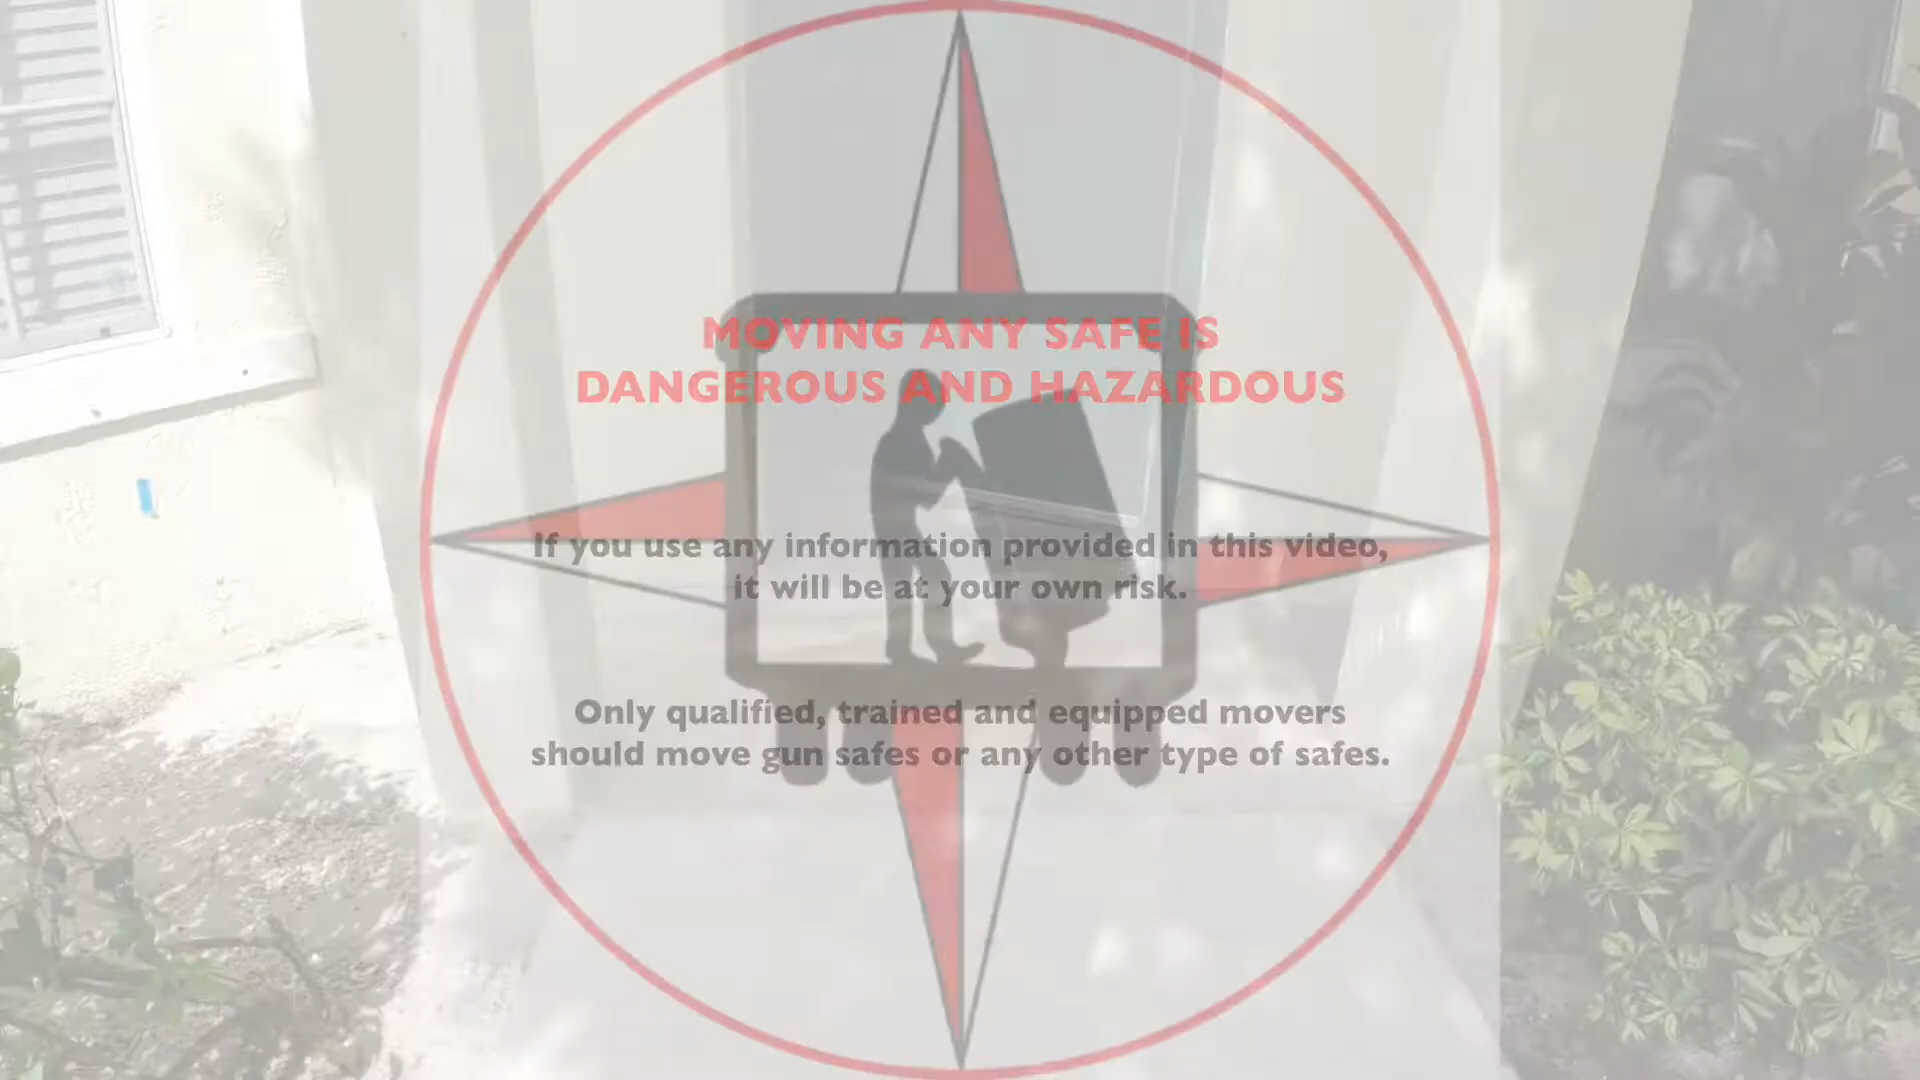 MOVING ANY SAFE IS
DANGEROUS AND HAZARDOUS
If you use any information provided in this video,
it will be at your own risk.
Only qualified, trained and equipped movers
should move gun safes or any other type of safes.